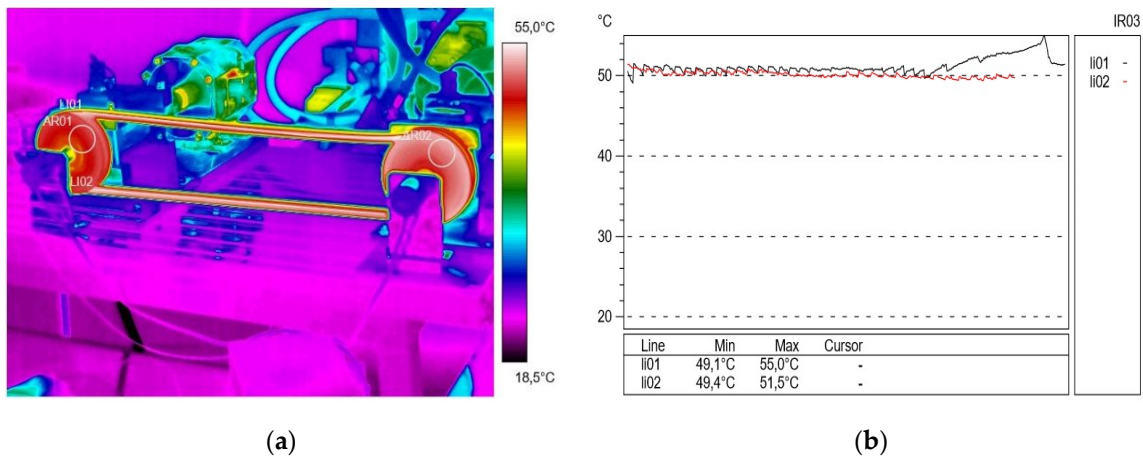 55,0°C
LI01
AR01
AR02
LI02
18,5°C
°C
IR03
50
40
30
20
li01 -
li02 -
Line Min Max Cursor
li01 49,1°C 55,0°C -
li02 49,4°C 51,5°C -
(a)
(b)